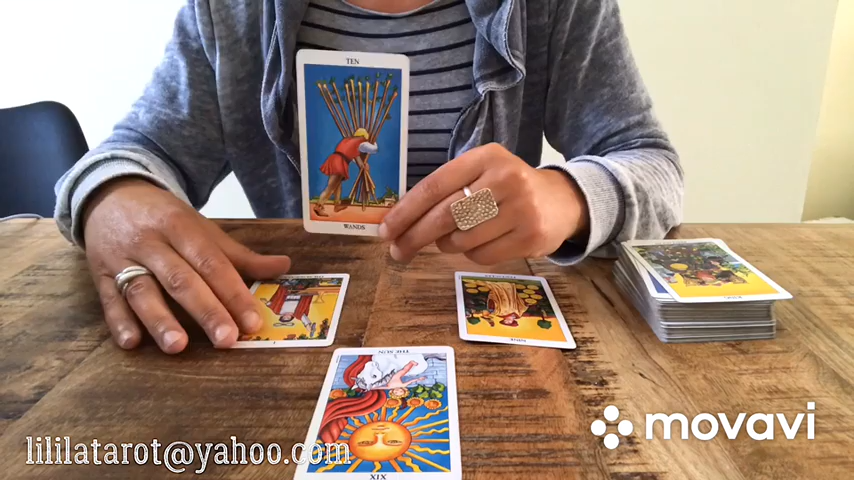 TEN
WANDS
THE SUN
XIX
movavi
lililatarot@yahoo.com